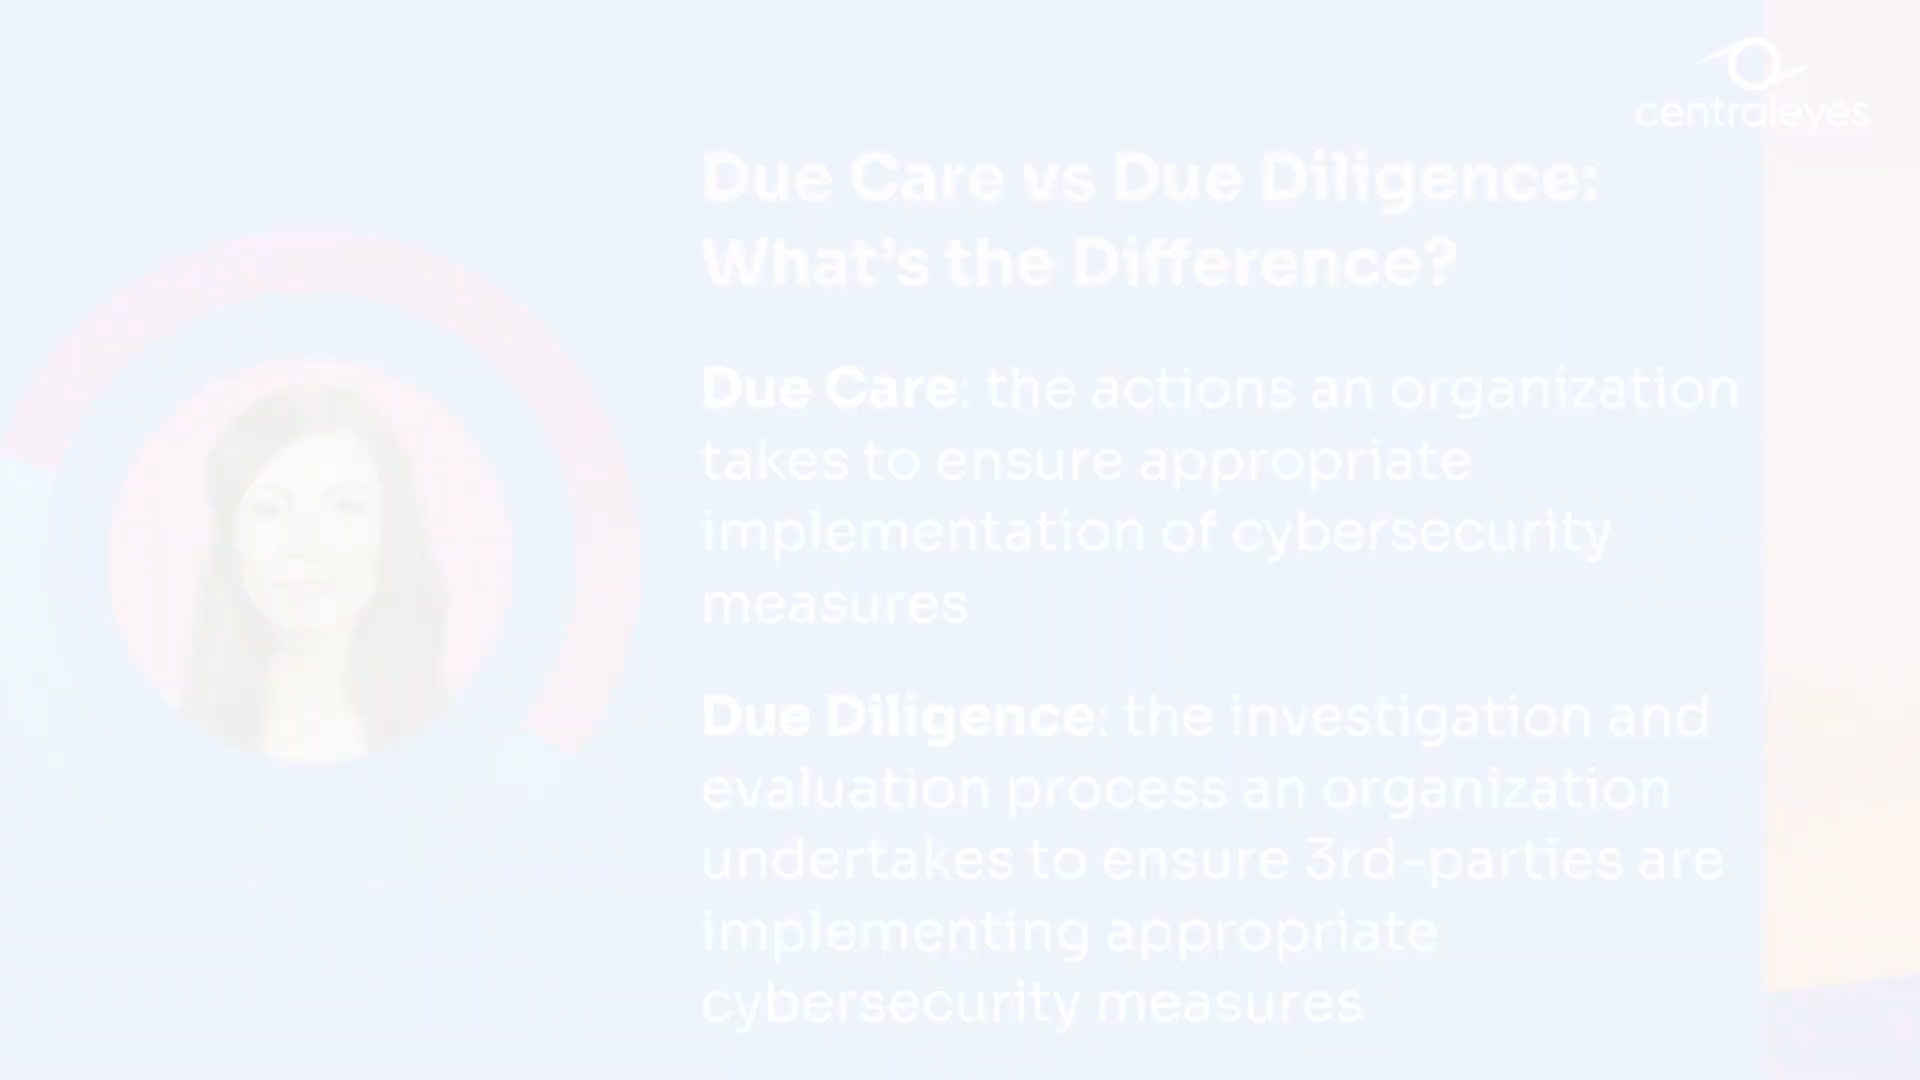 centraleyes
Due Care vs Due Diligence:
What's the Difference?
Due Care: the actions an organization
takes to ensure appropriate
implementation of cybersecurity
measures
Due Diligence: the investigation and
evaluation process an organization
undertakes to ensure 3rd-parties are
implementing appropriate
cybersecurity measures